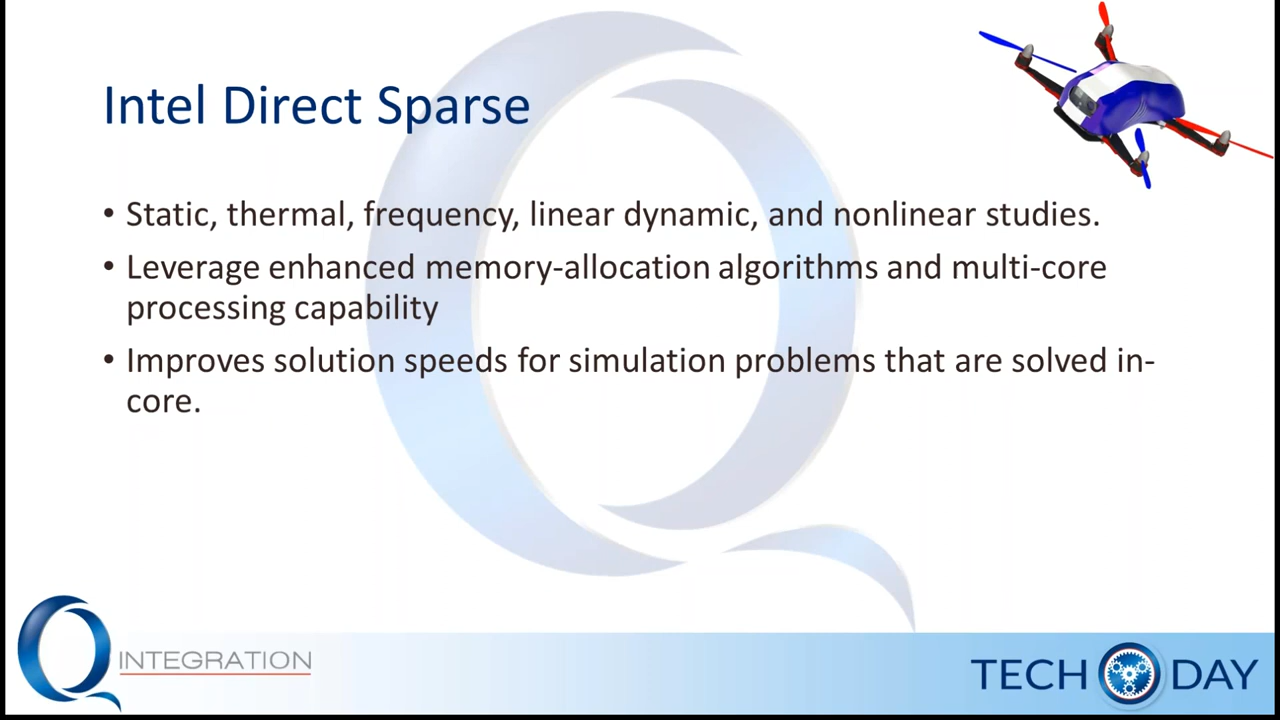 Intel Direct Sparse
• Static, thermal, frequency, linear dynamic, and nonlinear studies.
• Leverage enhanced memory-allocation algorithms and multi-core
processing capability
• Improves solution speeds for simulation problems that are solved in-
core.
Q INTEGRATION
TECH DAY